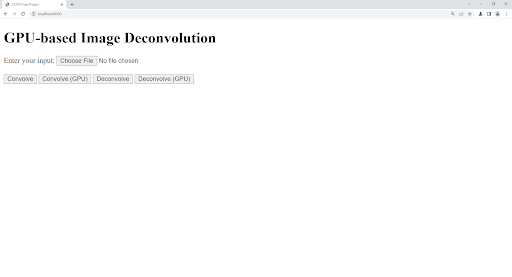 Final Project
localhost:8000
GPU-based Image Deconvolution
Enter your input: Choose File No file chosen
Convolve Convolve (GPU) Deconvolve Deconvolve (GPU)